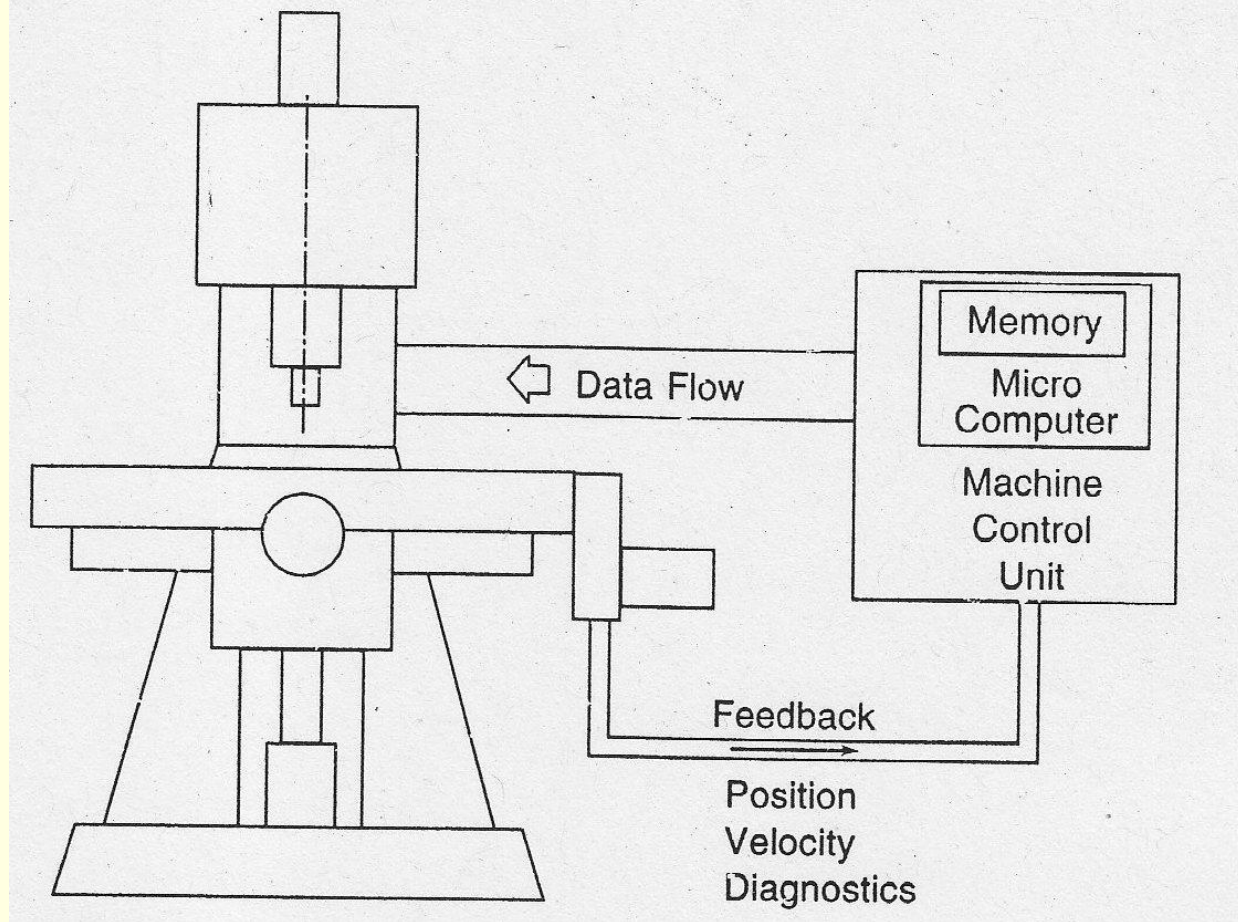 Memory
Micro
Computer
Data Flow
Machine
Control
Unit
Feedback
Position
Velocity
Diagnostics